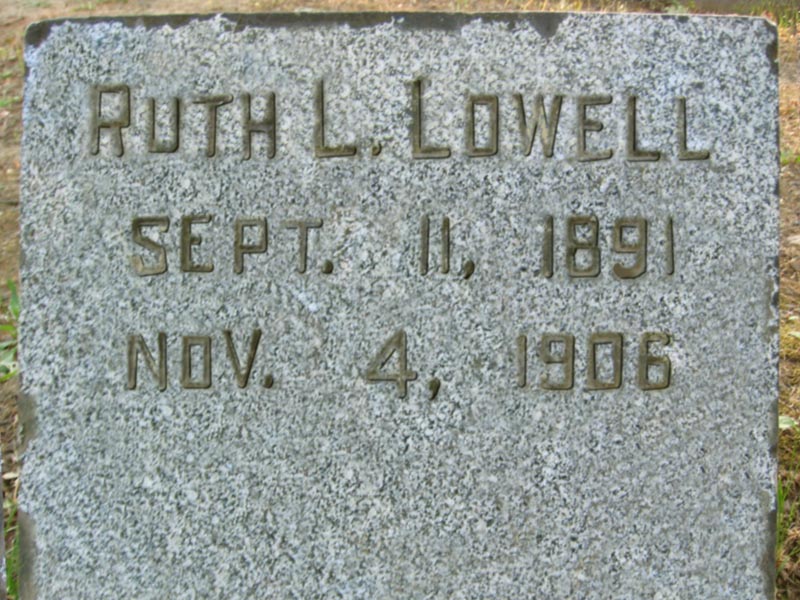 RUTH L. LOWELL
SEPT. 11, 1891
NOV. 4, 1906